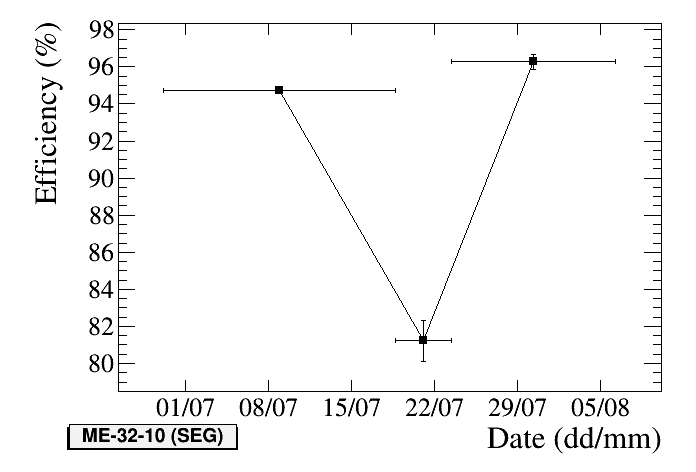 Efficiency (%)
98
96
94
92
90
88
86
84
82
80
01/07 08/07 15/07 22/07 29/07 05/08
ME-32-10 (SEG)
Date (dd/mm)